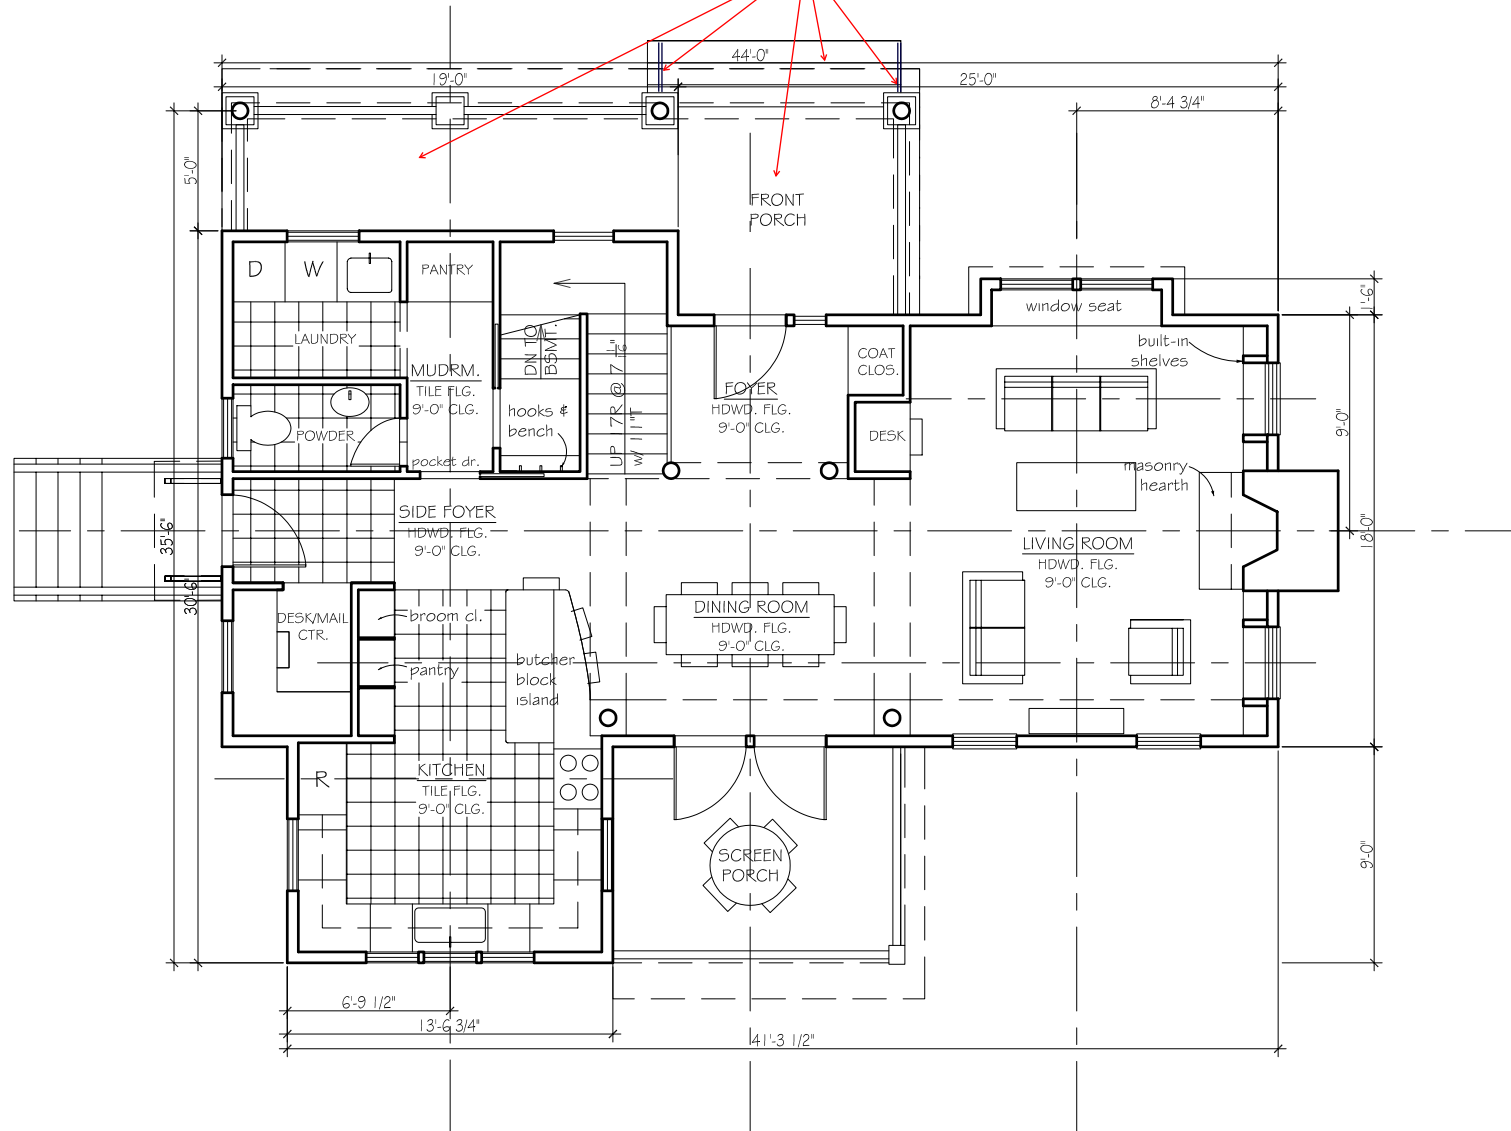 44'-0"
19'-0"
25'-0"
8'-4 3/4"
5'-0"
FRONT
PORCH
D
W
PANTRY
LAUNDRY
MUDRM.
TILE FLG.
9'-0" CLG.
DN TO
BSMT.
hooks &
bench
UP 17R @ 7 1/16"
w/ 11"T
FOYER
HDWD. FLG.
9'-0" CLG.
COAT
CLOS.
DESK
window seat
built-in
shelves
1'-6"
9'-0"
POWDER
pocket dr.
masonry
hearth
SIDE FOYER
HDWD. FLG.
9'-0" CLG.
LIVING ROOM
HDWD. FLG.
9'-0" CLG.
18'-0"
35'-6"
30'-6"
DESK/MAIL
CTR.
broom cl.
pantry
butcher
block
island
DINING ROOM
HDWD. FLG.
9'-0" CLG.
R
KITCHEN
TILE FLG.
9'-0" CLG.
SCREEN
PORCH
9'-0"
6'-9 1/2"
13'-6 3/4"
41'-3 1/2"